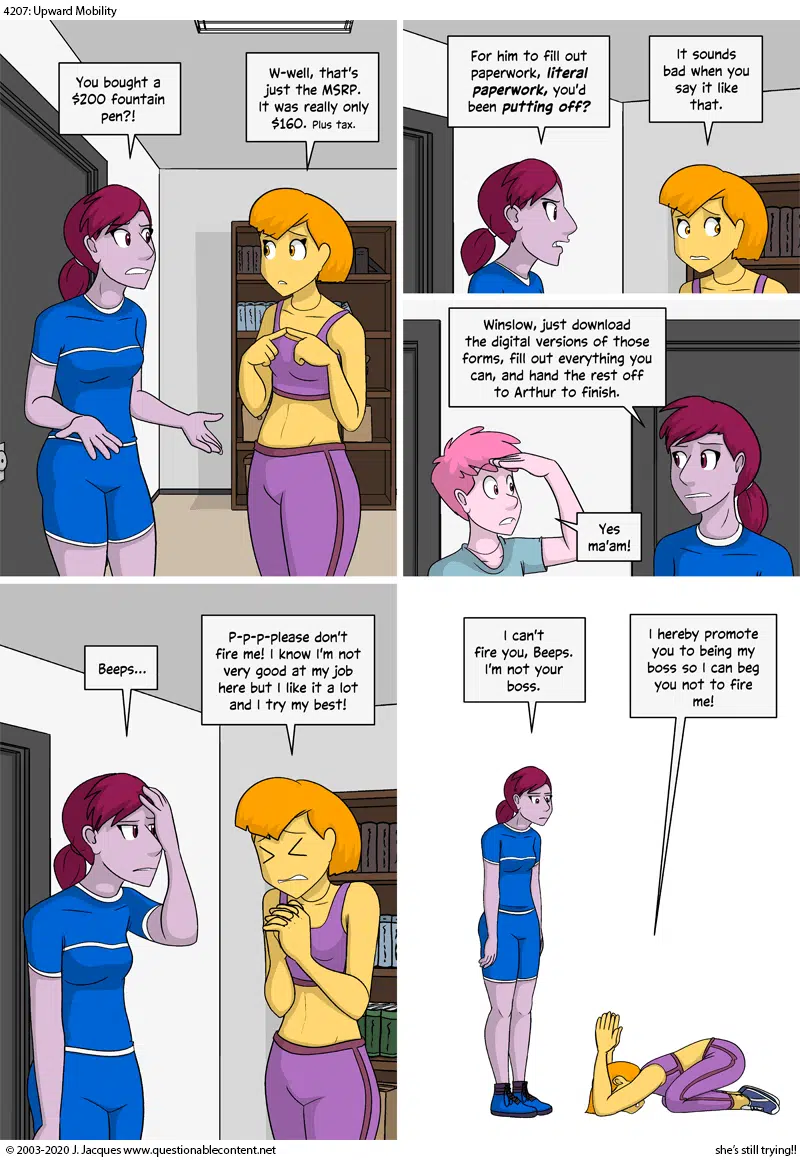 4207: Upward Mobility
You bought a
$200 fountain
pen?!
W-well, that's
just the MSRP.
It was really only
$160. Plus tax.
For him to fill out
paperwork, literal
paperwork, you'd
been putting off?
It sounds
bad when you
say it like
that.
Winslow, just download
the digital versions of those
forms, fill out everything you
can, and hand the rest off
to Arthur to finish.
Yes
ma'am!
Beeps...
P-p-p-please don't
fire me! I know I'm not
very good at my job
here but I like it a lot
and I try my best!
I can't
fire you, Beeps.
I'm not your
boss.
I hereby promote
you to being my
boss so I can beg
you not to fire
me!
© 2003-2020 J. Jacques www.questionablecontent.net
she's still trying!!